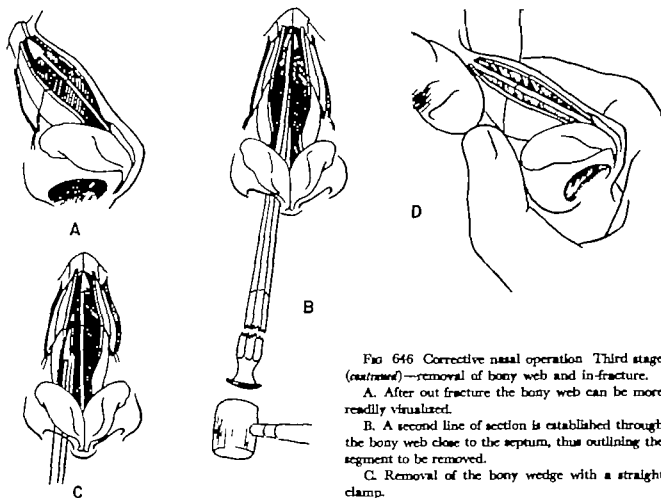 A
B
C
D
FIG 646 Corrective nasal operation Third stage
(continued)—removal of bony web and in-fracture.
A. After out fracture the bony web can be more
readily visualized.
B. A second line of section is established through
the bony web close to the septum, thus outlining the
segment to be removed.
C. Removal of the bony wedge with a straight
clamp.